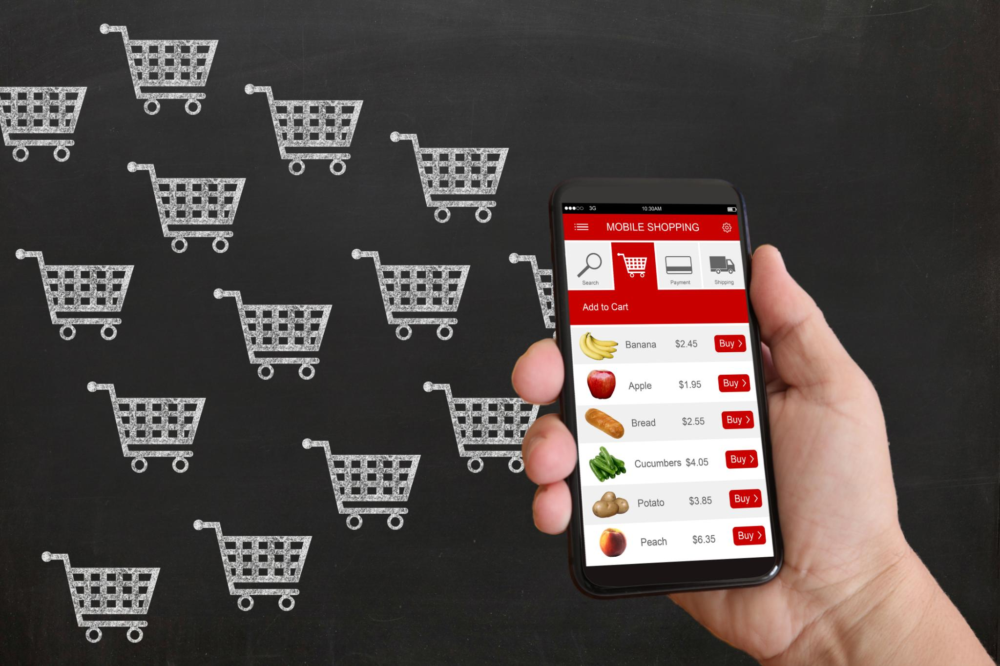 3G 10:30AM
MOBILE SHOPPING
Search Payment Shipping
Add to Cart
Banana $2.45 Buy
Apple $1.95 Buy
Bread $2.55 Buy
Cucumbers $4.05 Buy
Potato $3.85 Buy
Peach $6.35 Buy